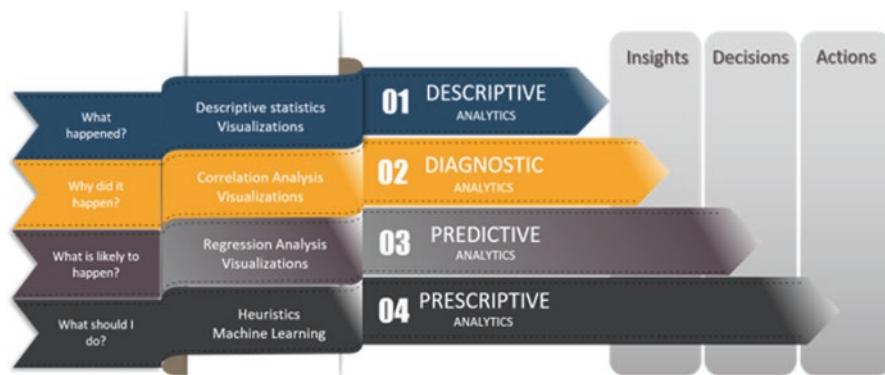 Insights
Decisions
Actions
What
happened?
Descriptive statistics
Visualizations
01 DESCRIPTIVE
ANALYTICS
Why did it
happen?
Correlation Analysis
Visualizations
02 DIAGNOSTIC
ANALYTICS
What is likely to
happen?
Regression Analysis
Visualizations
03 PREDICTIVE
ANALYTICS
What should I
do?
Heuristics
Machine Learning
04 PRESCRIPTIVE
ANALYTICS